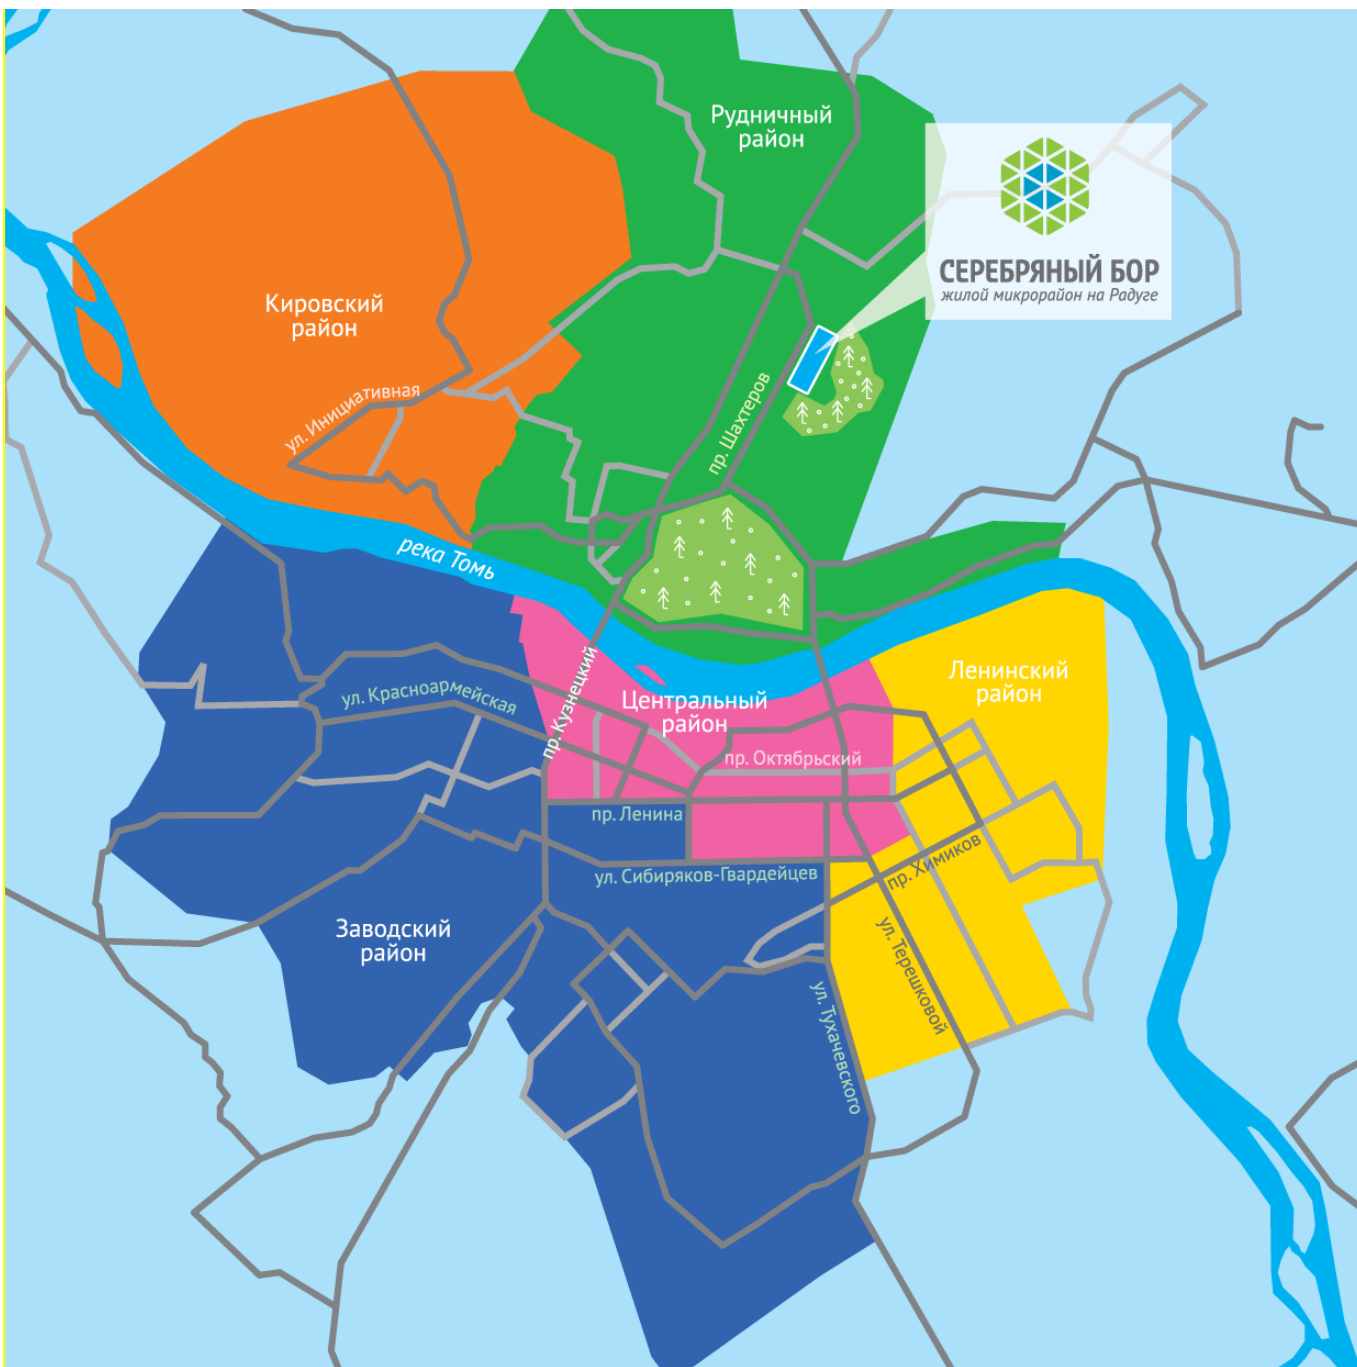 Рудничный
район
СЕРЕБРЯНЫЙ БОР
жилой микрорайон на Радуге
Кировский
район
ул. Инициативная
пр. Шахтеров
река Томь
Ленинский
район
ул. Красноармейская
пр. Кузнецкий
Центральный
район
пр. Октябрьский
пр. Ленина
ул. Сибиряков-Гвардейцев
пр. Химиков
Заводский
район
ул. Терешковой
ул. Тухачевского